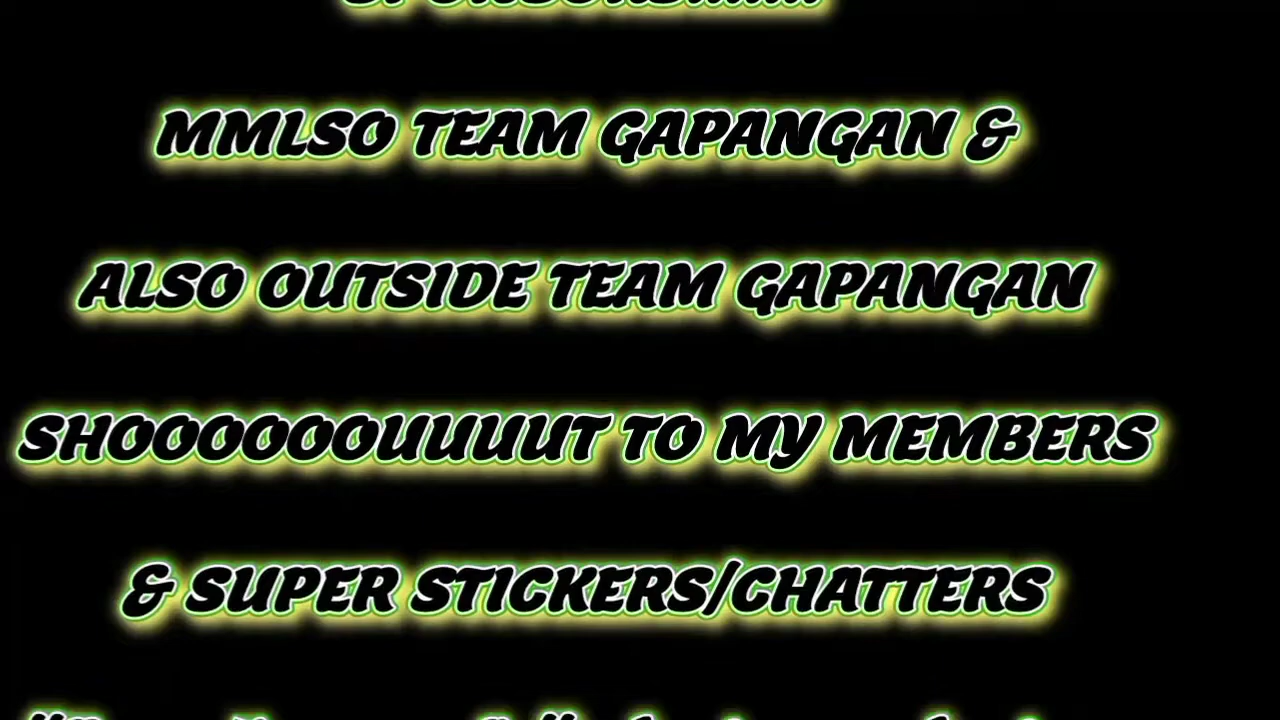 MMLSO TEAM GAPANGAN &
ALSO OUTSIDE TEAM GAPANGAN
SHOOOOOOUUUUT TO MY MEMBERS
& SUPER STICKERS/CHATTERS